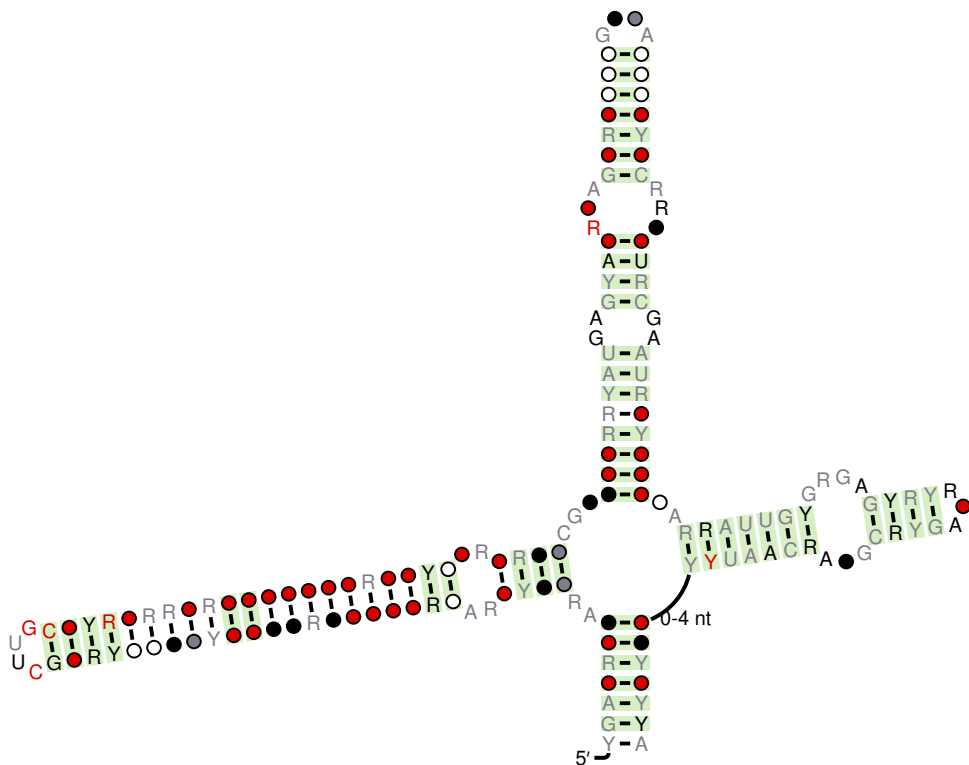 G A
R Y
G C
A R
R
R
A U
Y R
G C
A G
G A
U A
A U
Y R
R
R Y
A R R A U U G Y G R G A G Y R Y R
Y Y U A A C R A G C R Y G A
U G C Y R R R R R Y R R G C
U C G R Y Y R R A R Y R A
0-4 nt
R Y
A Y
G Y
Y A
5′